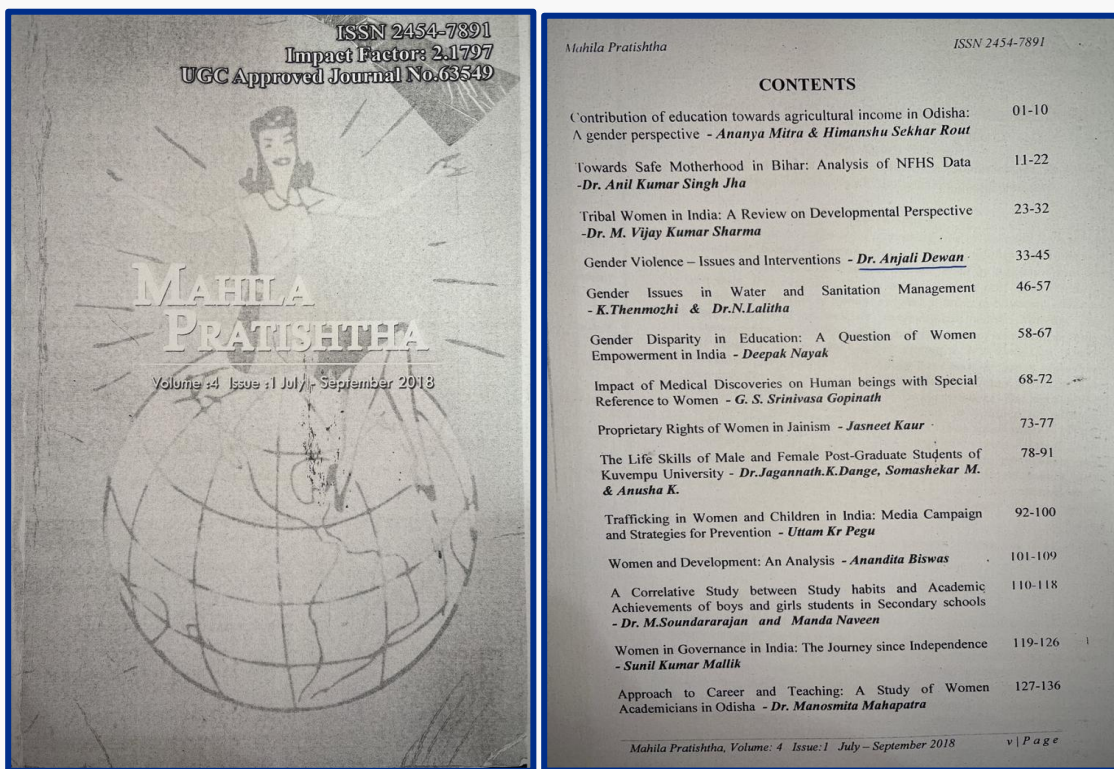 ISSN 2454-7891
Impact Factor: 2.1797
UGC Approved Journal No.63549
MAHILA
PRATISHTHA
Volume :4 Issue :1 July - September 2018
Mahila Pratishtha ISSN 2454-7891
CONTENTS
Contribution of education towards agricultural income in Odisha: 01-10
A gender perspective - Ananya Mitra & Himanshu Sekhar Rout
Towards Safe Motherhood in Bihar: Analysis of NFHS Data 11-22
-Dr. Anil Kumar Singh Jha
Tribal Women in India: A Review on Developmental Perspective 23-32
-Dr. M. Vijay Kumar Sharma
Gender Violence – Issues and Interventions - Dr. Anjali Dewan 33-45
Gender Issues in Water and Sanitation Management 46-57
- K.Thenmozhi & Dr.N.Lalitha
Gender Disparity in Education: A Question of Women 58-67
Empowerment in India - Deepak Nayak
Impact of Medical Discoveries on Human beings with Special 68-72
Reference to Women - G. S. Srinivasa Gopinath
Proprietary Rights of Women in Jainism - Jasneet Kaur 73-77
The Life Skills of Male and Female Post-Graduate Students of 78-91
Kuvempu University - Dr.Jagannath.K.Dange, Somashekar M.
& Anusha K.
Trafficking in Women and Children in India: Media Campaign 92-100
and Strategies for Prevention - Uttam Kr Pegu
Women and Development: An Analysis - Anandita Biswas 101-109
A Correlative Study between Study habits and Academic 110-118
Achievements of boys and girls students in Secondary schools
- Dr. M.Soundararajan and Manda Naveen
Women in Governance in India: The Journey since Independence 119-126
- Sunil Kumar Mallik
Approach to Career and Teaching: A Study of Women 127-136
Academicians in Odisha - Dr. Manosmita Mahapatra
Mahila Pratishtha, Volume: 4 Issue:1 July – September 2018 v | Page